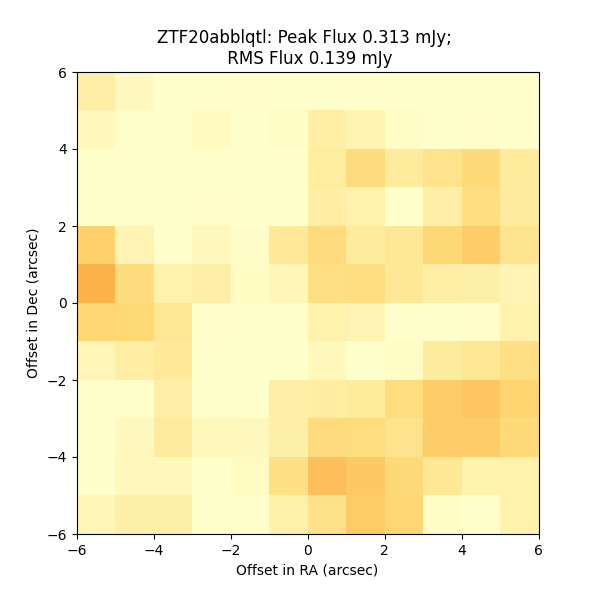 ZTF20abblqtl: Peak Flux 0.313 mJy;
RMS Flux 0.139 mJy
6
4
2
0
−2
−4
−6
Offset in Dec (arcsec)
−6 −4 −2 0 2 4 6
Offset in RA (arcsec)